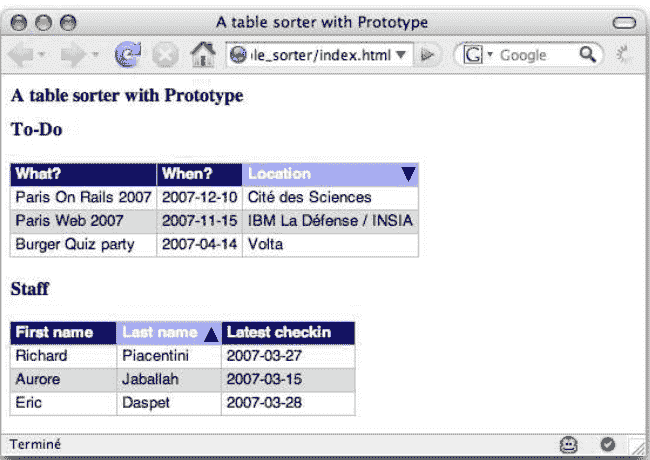 A table sorter with Prototype
le_sorter/index.html
G Google
A table sorter with Prototype
To-Do
What? When? Location
Paris On Rails 2007 2007-12-10 Cité des Sciences
Paris Web 2007 2007-11-15 IBM La Défense / INSIA
Burger Quiz party 2007-04-14 Volta
Staff
First name Last name Latest checkin
Richard Piacentini 2007-03-27
Aurore Jaballah 2007-03-15
Eric Daspet 2007-03-28
Terminé